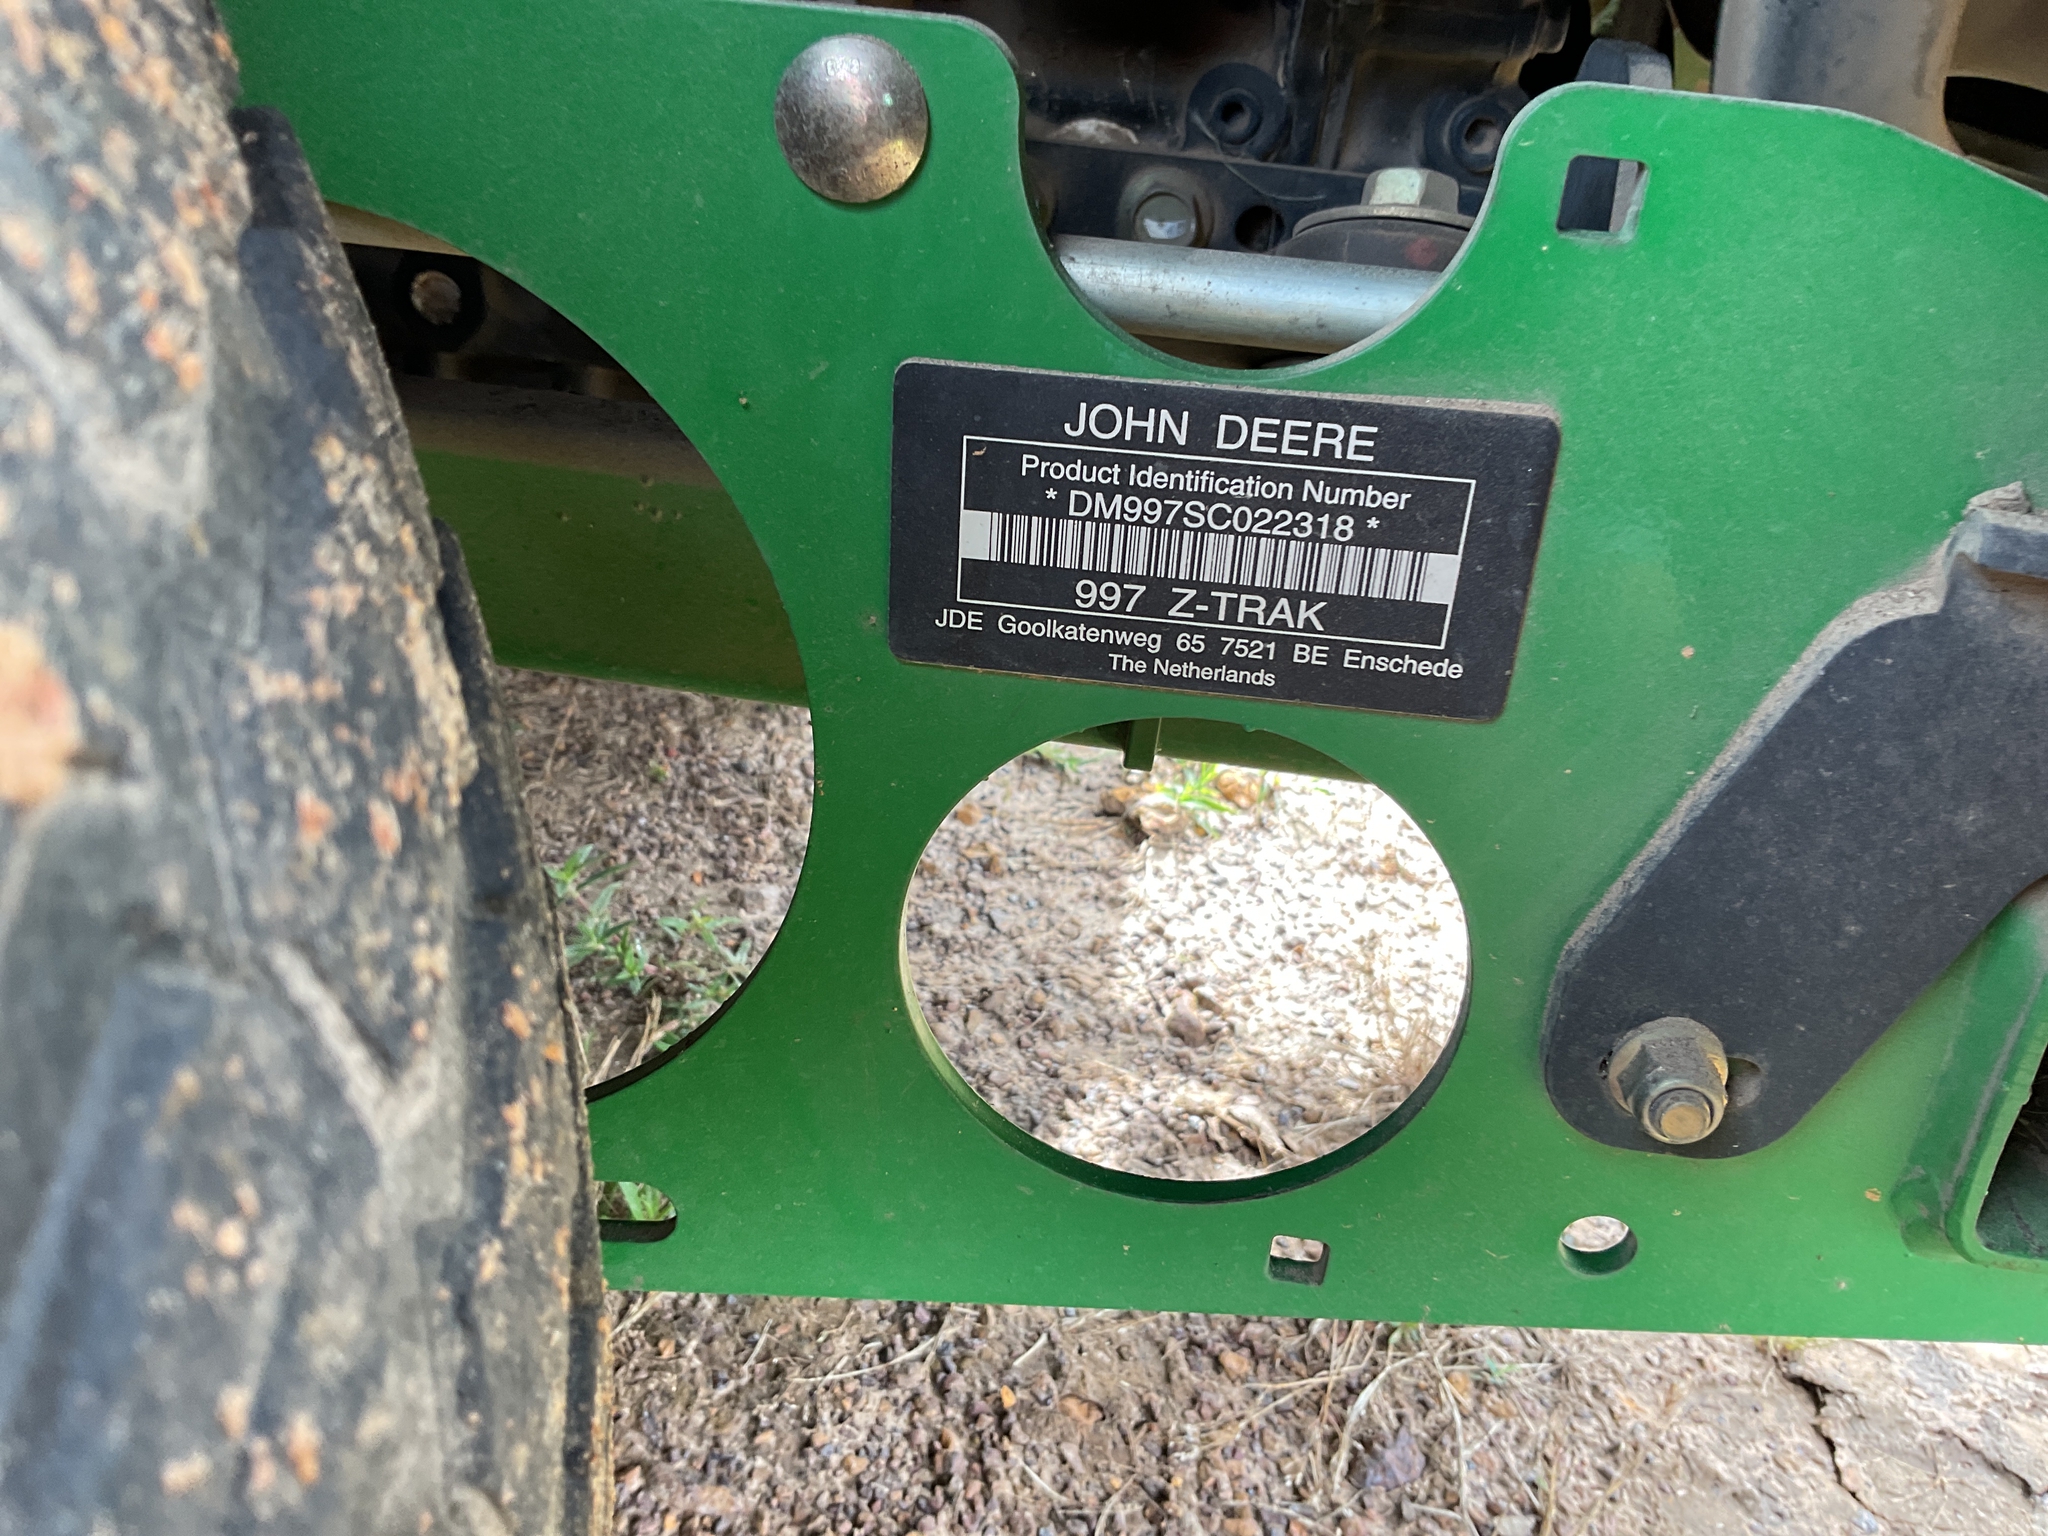 JOHN DEERE
Product Identification Number
* DM997SC022318 *
997 Z-TRAK
JDE Goolkatenweg 65 7521 BE Enschede
The Netherlands